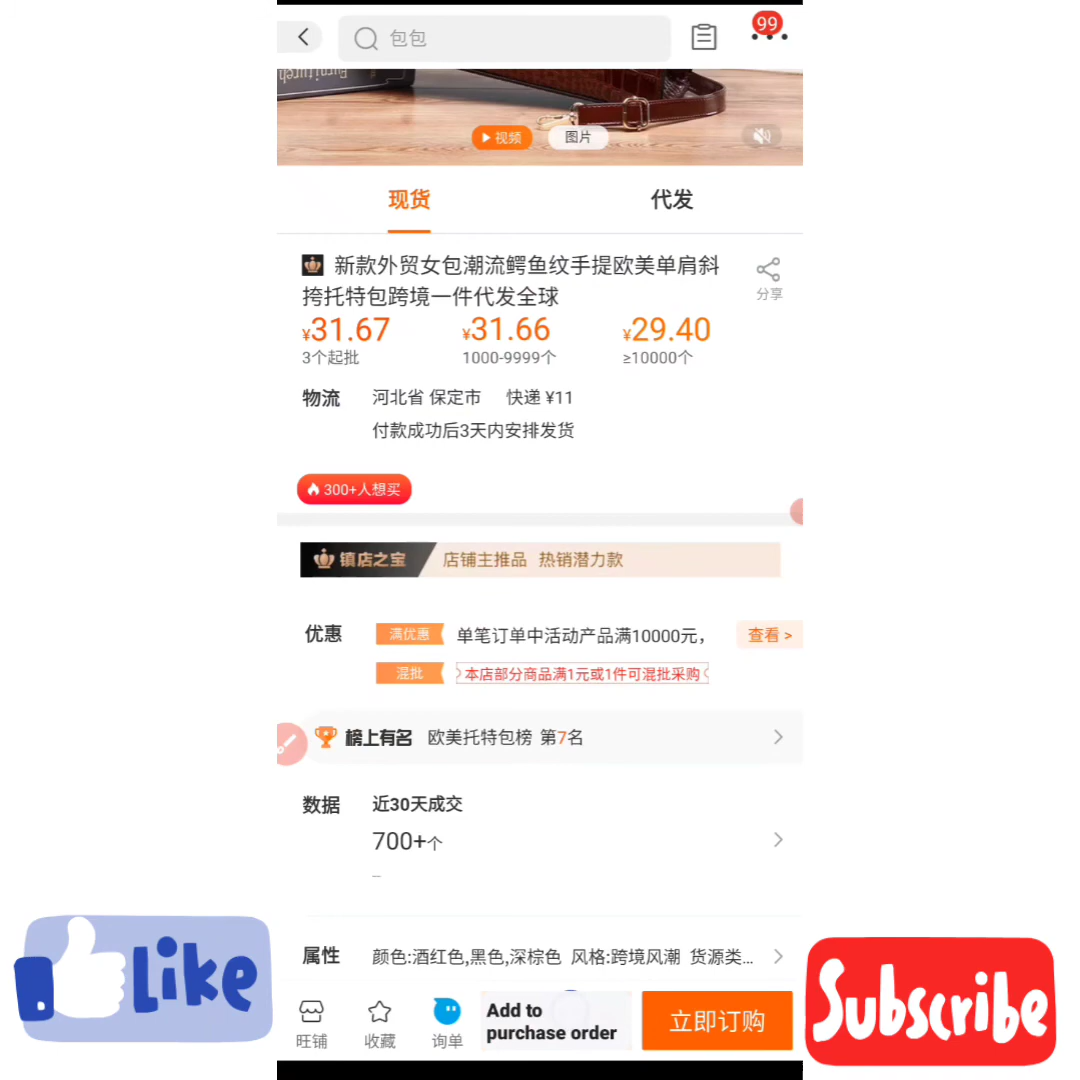 99
包包
视频
图片
现货
代发
新款外贸女包潮流鳄鱼纹手提欧美单肩斜
挎托特包跨境一件代发全球
分享
¥31.67
¥31.66
¥29.40
3个起批
1000-9999个
≥10000个
物流
河北省 保定市
快递 ¥11
付款成功后3天内安排发货
300+人想买
镇店之宝
店铺主推品 热销潜力款
优惠
满优惠
单笔订单中活动产品满10000元,
查看 >
混批
本店部分商品满1元或1件可混批采购
榜上有名
欧美托特包榜 第7名
数据
近30天成交
700+个
属性
颜色:酒红色,黑色,深棕色 风格:跨境风潮 货源类...
旺铺
收藏
询单
Add to
purchase order
立即订购
Like
Subscribe